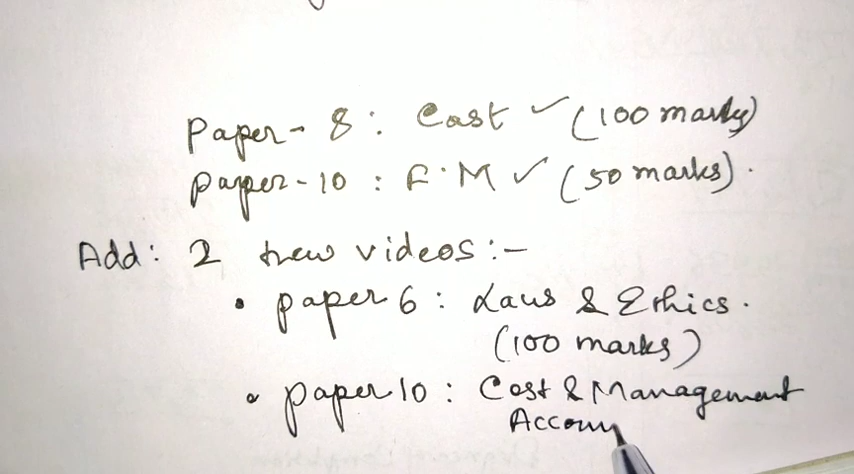 Paper - 8 : Cost ✓ (100 marks)
paper - 10 : F.M ✓ (50 marks).
Add : 2 new videos :-
• paper 6 : Laws & Ethics.
(100 marks)
• paper 10 : Cost & Management
Accoun